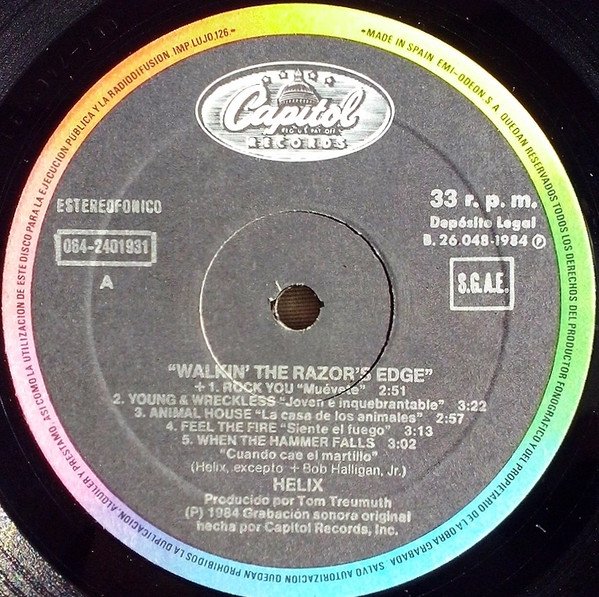 MADE IN SPAIN. EMI-ODEON, S. A. QUEDAN RESERVADOS TODOS LOS DERECHOS DEL PRODUCTOR FONOGRAFICO Y DEL PROPIETARIO DE LA OBRA GRABADA. SALVO AUTORIZACION QUEDAN PROHIBIDOS LA DUPLICACION, ALQUILER Y PRESTAMO, ASI COMO LA UTILIZACION DE ESTE DISCO PARA LA EJECUCION PUBLICA Y LA RADIODIFUSION. IMP. LUJO, 126.
Capitol
REG. U.S. PAT. OFF.
RECORDS
ESTEREOFONICO
33 r. p. m.
Depósito Legal
064-2401931
B. 26.048-1984 Ⓟ
A
S.G.A.E.
"WALKIN' THE RAZOR'S EDGE"
+ 1. ROCK YOU "Muévete" 2:51
2. YOUNG & WRECKLESS "Joven e inquebrantable" 3:22
3. ANIMAL HOUSE "La casa de los animales" 2:57
4. FEEL THE FIRE "Siente el fuego" 3:13
5. WHEN THE HAMMER FALLS 3:02
"Cuando cae el martillo"
(Helix, excepto + Bob Halligan, Jr.)
HELIX
Producido por Tom Treumuth
(P) 1984 Grabación sonora original
hecha por Capitol Records, Inc.